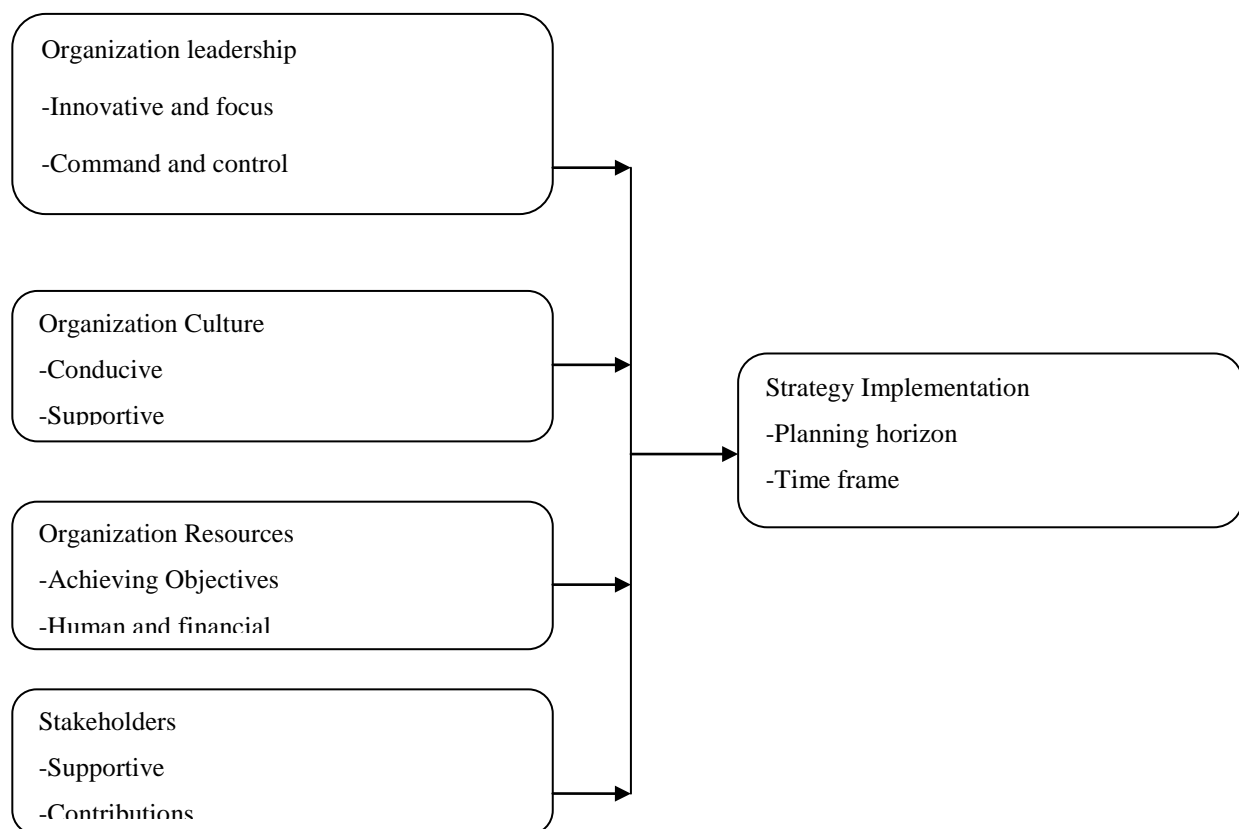 Organization leadership
-Innovative and focus
-Command and control
Organization Culture
-Conducive
-Supportive
Organization Resources
-Achieving Objectives
-Human and financial
Stakeholders
-Supportive
-Contributions
Strategy Implementation
-Planning horizon
-Time frame